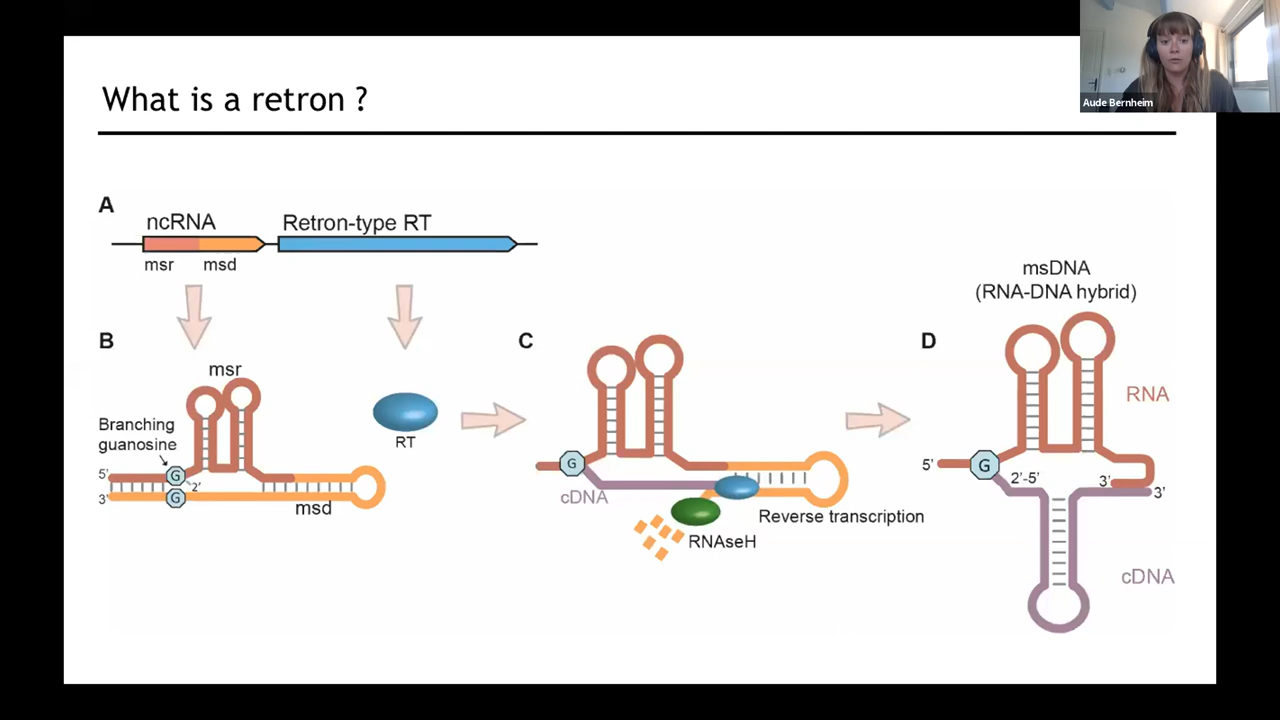 What is a retron ?
Aude Bernheim
A
ncRNA
Retron-type RT
msr
msd
B
msr
Branching
guanosine
5'
G
2'
3'
G
msd
RT
C
G
cDNA
RNAseH
Reverse transcription
D
msDNA
(RNA-DNA hybrid)
RNA
5'
G
2'-5'
3'
3'
cDNA